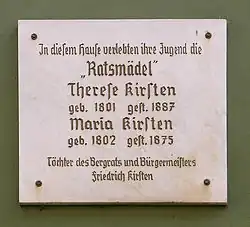 In diesem Hause verlebten ihre Jugend die
„Ratsmädel"
Therese Kirsten
geb. 1801 gest. 1887
Maria Kirsten
geb. 1802 gest. 1875
Töchter des Bergrats und Bürgermeisters
Friedrich Kirsten